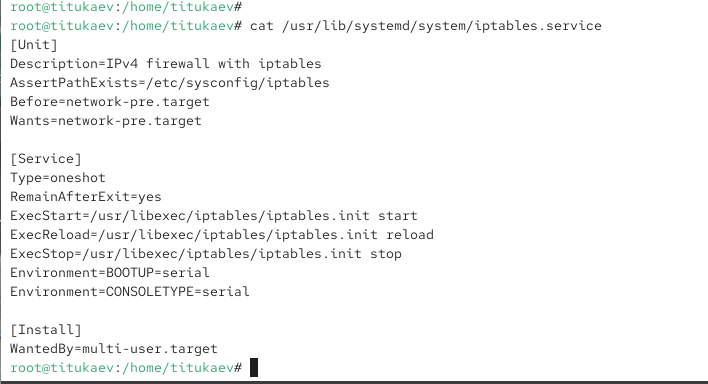 root@titukaev:/home/titukaev#
root@titukaev:/home/titukaev# cat /usr/lib/systemd/system/iptables.service
[Unit]
Description=IPv4 firewall with iptables
AssertPathExists=/etc/sysconfig/iptables
Before=network-pre.target
Wants=network-pre.target

[Service]
Type=oneshot
RemainAfterExit=yes
ExecStart=/usr/libexec/iptables/iptables.init start
ExecReload=/usr/libexec/iptables/iptables.init reload
ExecStop=/usr/libexec/iptables/iptables.init stop
Environment=BOOTUP=serial
Environment=CONSOLETYPE=serial

[Install]
WantedBy=multi-user.target
root@titukaev:/home/titukaev#